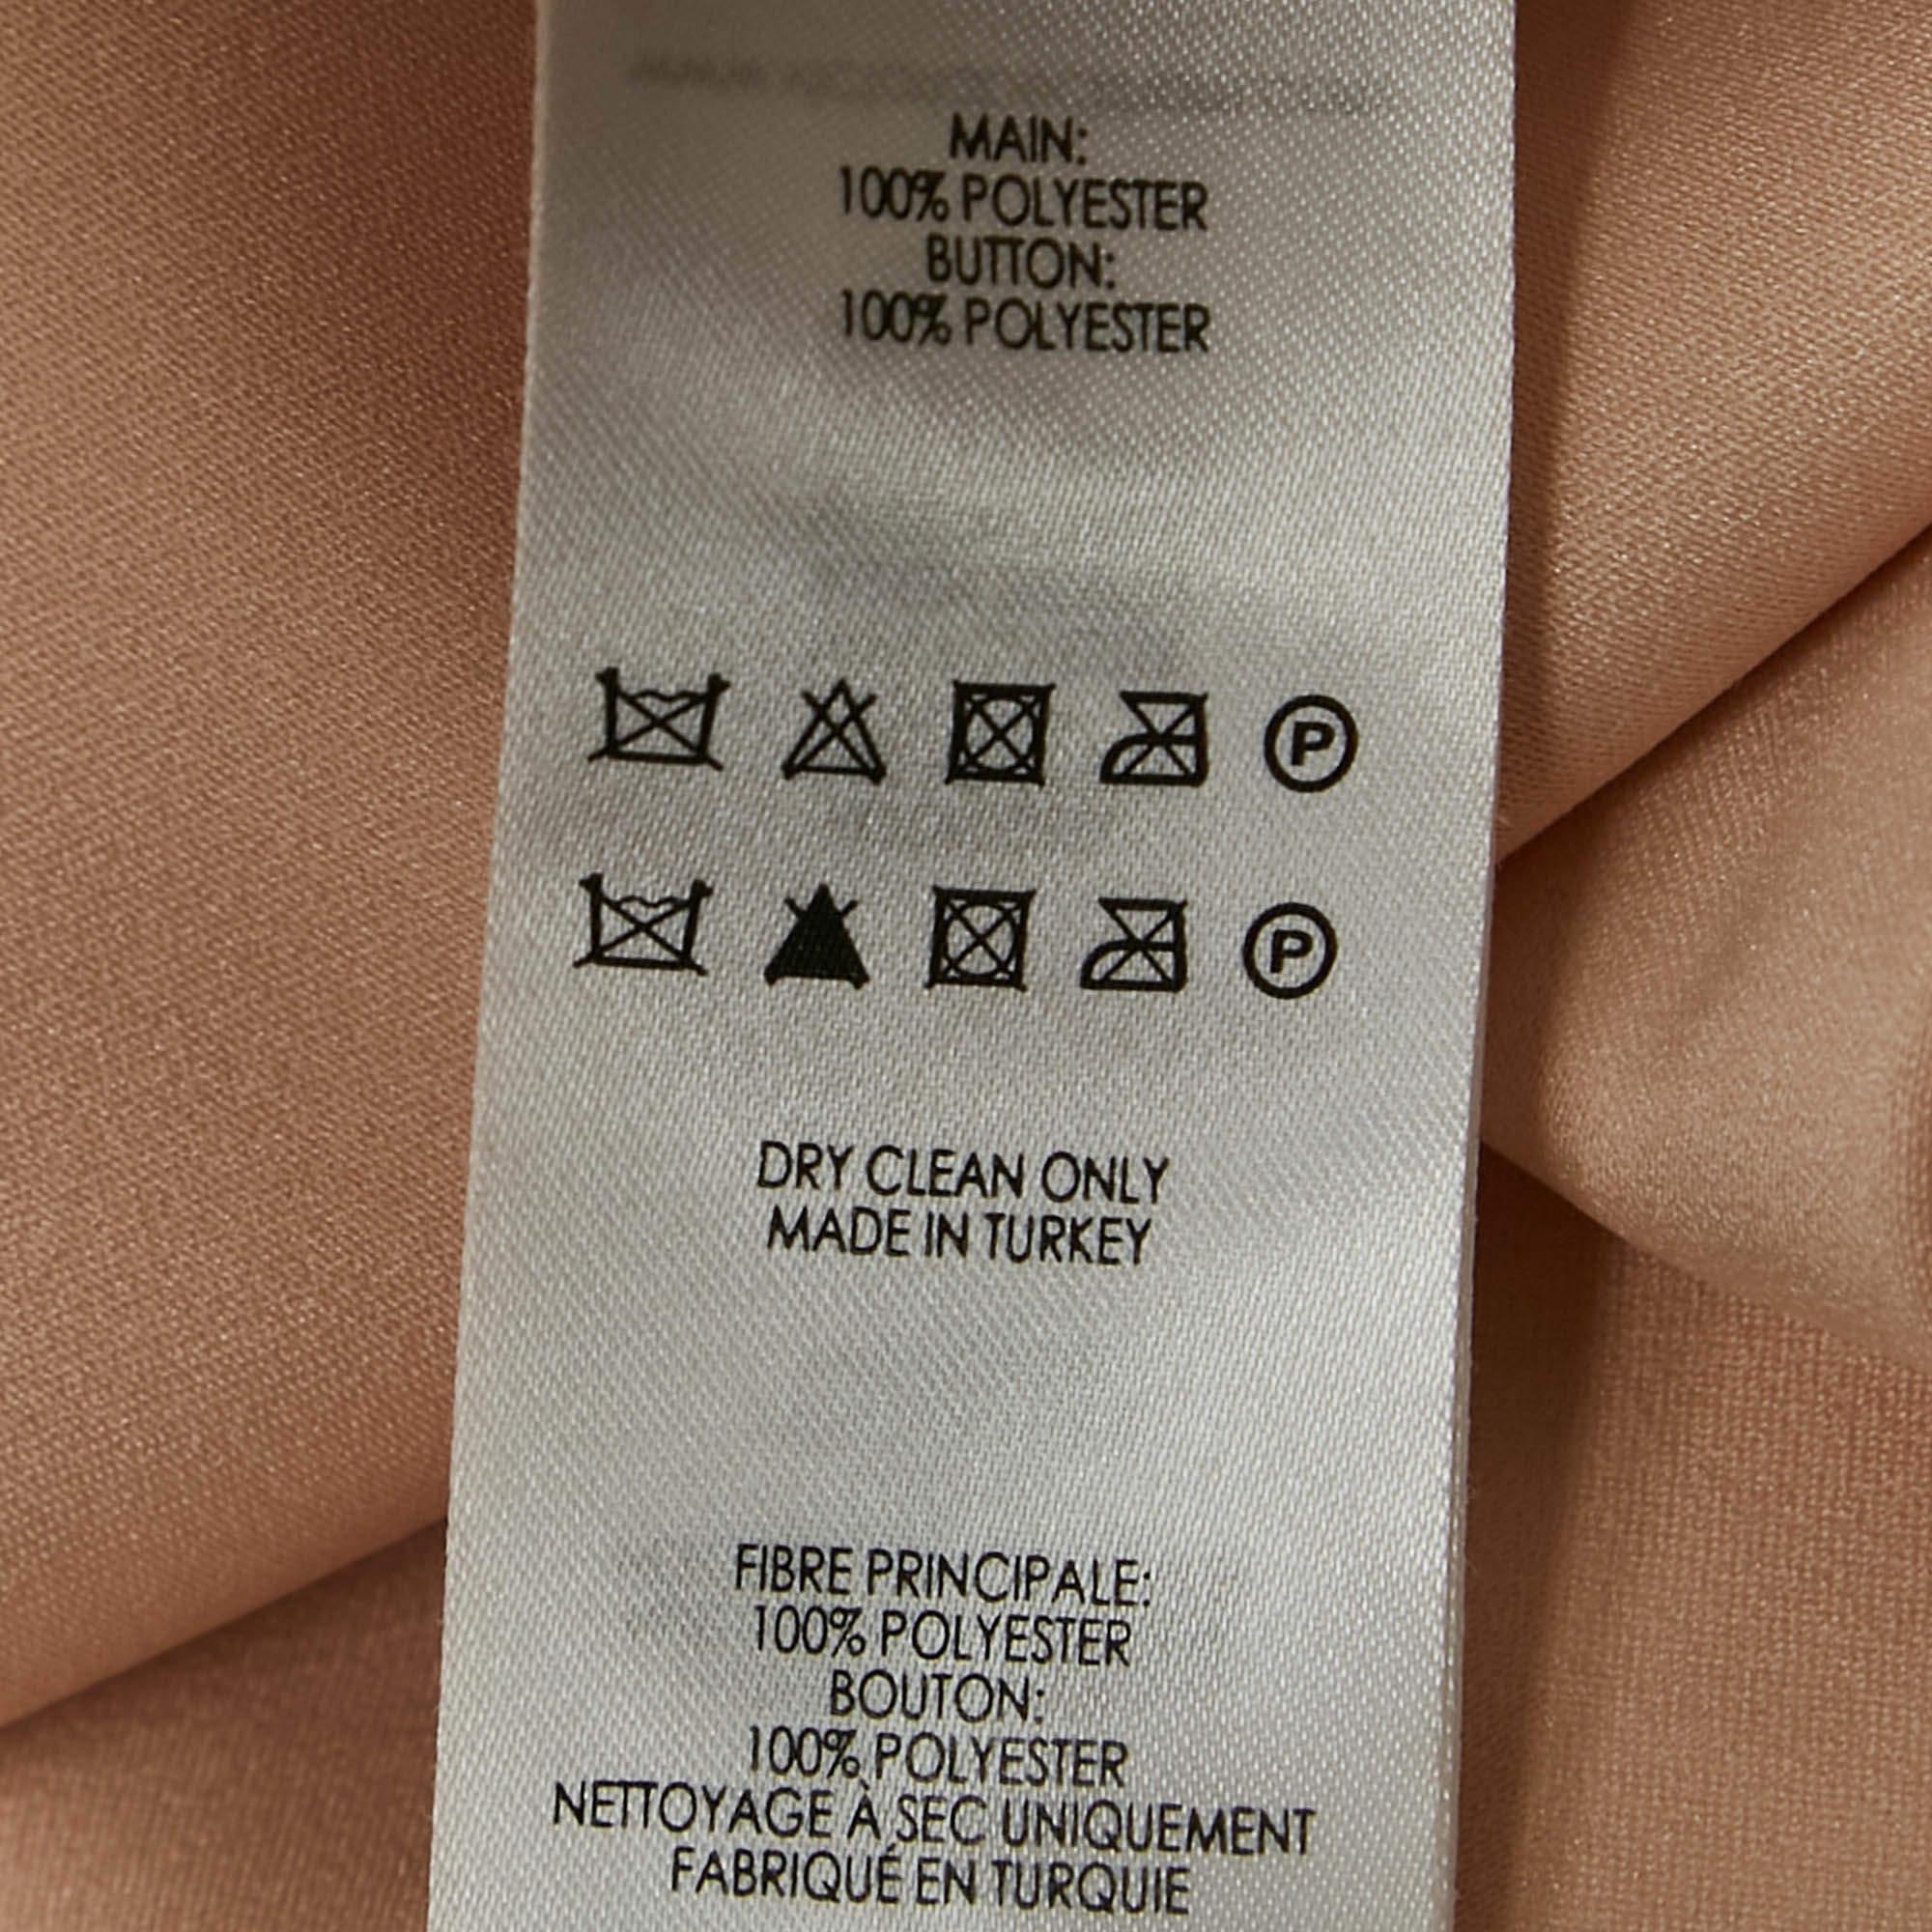 MAIN:
100% POLYESTER
BUTTON:
100% POLYESTER
P
P
DRY CLEAN ONLY
MADE IN TURKEY
FIBRE PRINCIPALE:
100% POLYESTER
BOUTON:
100% POLYESTER
NETTOYAGE À SEC UNIQUEMENT
FABRIQUÉ EN TURQUIE